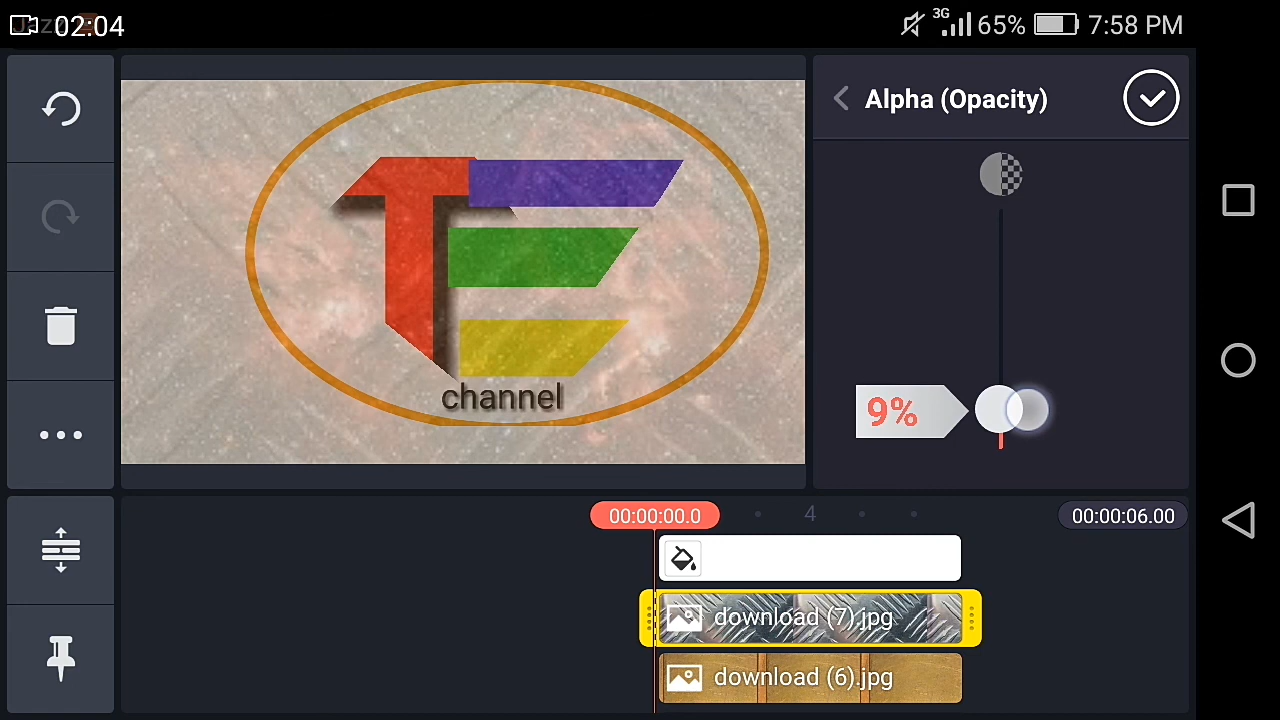 02:04
3G
65%
7:58 PM
Alpha (Opacity)
TE
channel
9%
00:00:00.0
4
00:00:06.00
download (7).jpg
download (6).jpg